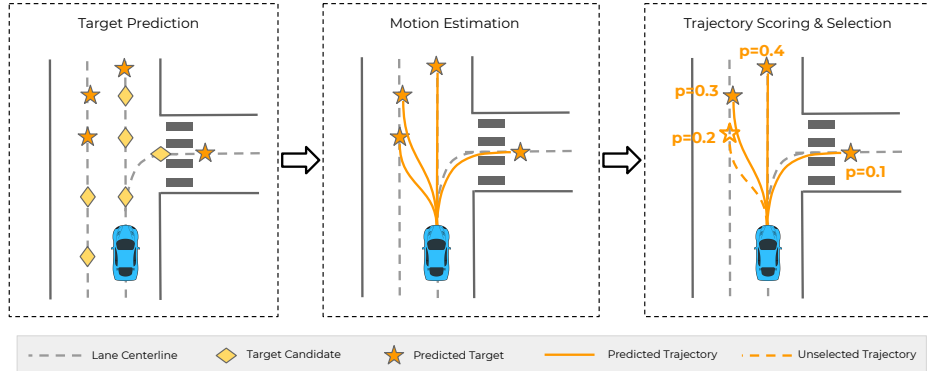 Target Prediction
Motion Estimation
Trajectory Scoring & Selection
p=0.4
p=0.3
p=0.2
p=0.1
Lane Centerline
Target Candidate
Predicted Target
Predicted Trajectory
Unselected Trajectory